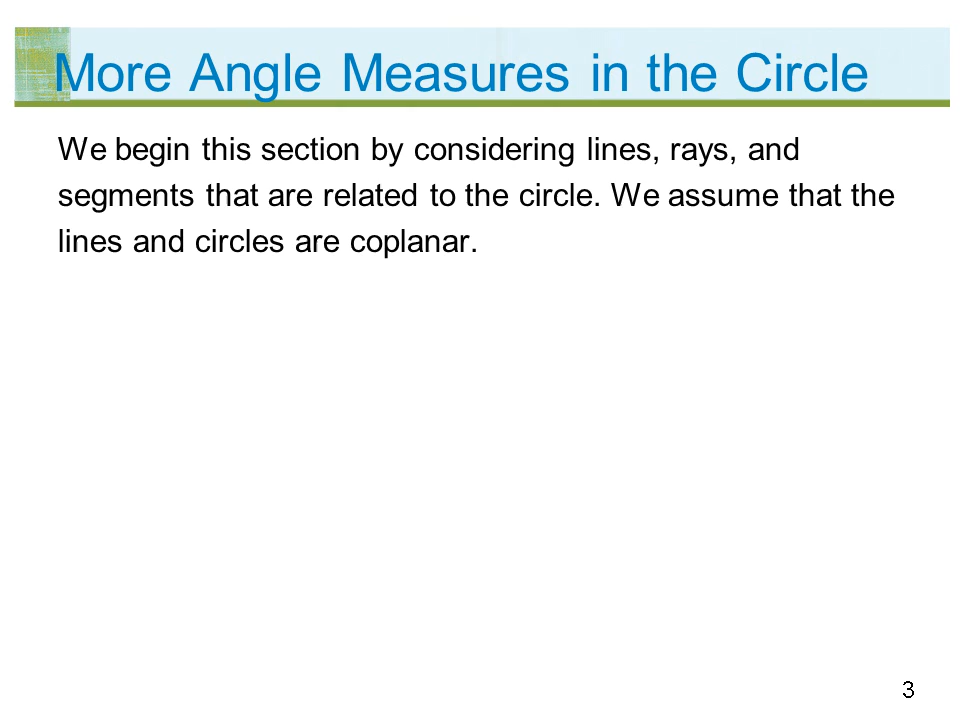 More Angle Measures in the Circle
We begin this section by considering lines, rays, and
segments that are related to the circle. We assume that the
lines and circles are coplanar.
3